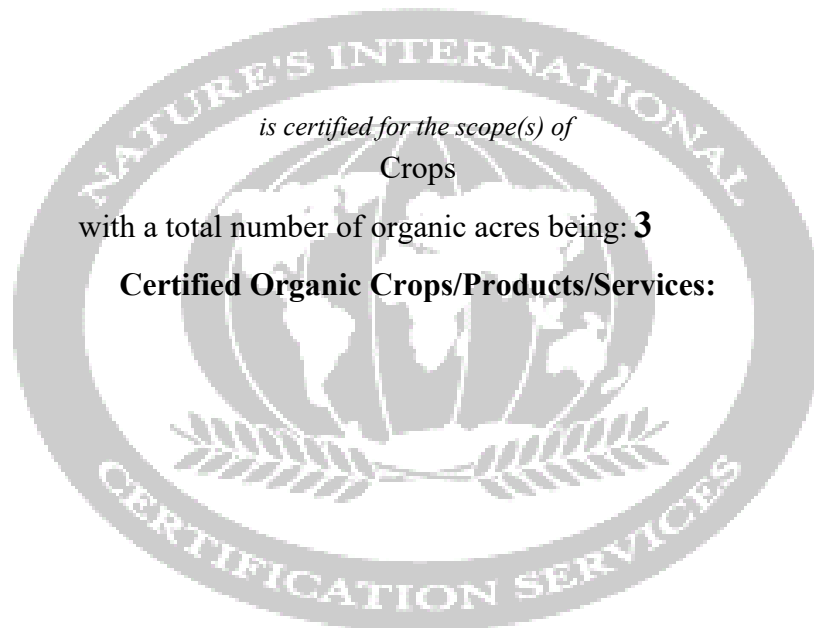 NATURE'S INTERNATIONAL
is certified for the scope(s) of
Crops
with a total number of organic acres being: 3
Certified Organic Crops/Products/Services:
CERTIFICATION SERVICES